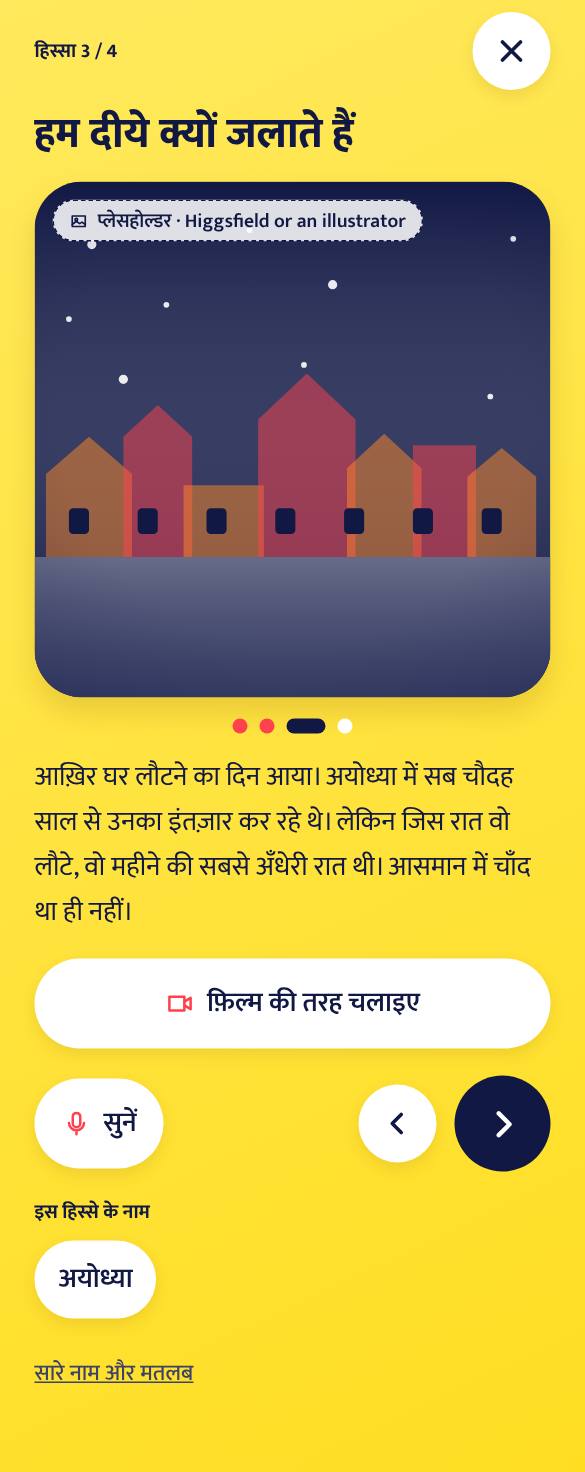 हिस्सा 3 / 4
हम दीये क्यों जलाते हैं
प्लेसहोल्डर · Higgsfield or an illustrator
आख़िर घर लौटने का दिन आया। अयोध्या में सब चौदह
साल से उनका इंतज़ार कर रहे थे। लेकिन जिस रात वो
लौटे, वो महीने की सबसे अँधेरी रात थी। आसमान में चाँद
था ही नहीं।
फ़िल्म की तरह चलाइए
सुनें
इस हिस्से के नाम
अयोध्या
सारे नाम और मतलब